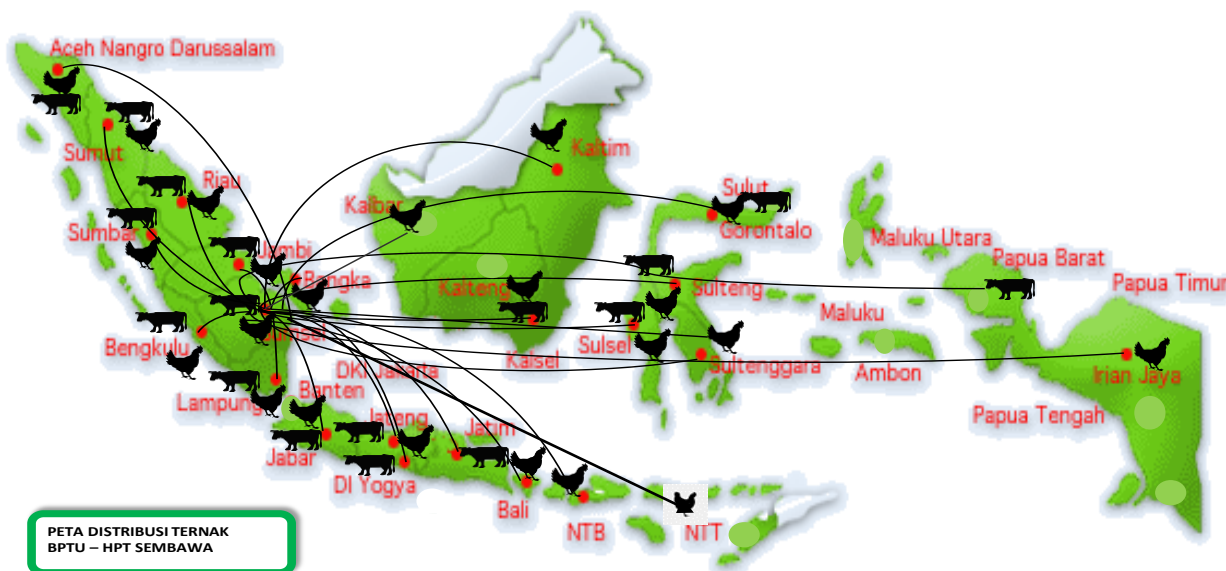 Aceh Nangro Darussalam
Sumut
Riau
Sumbar
Jambi
Bangka
Sumsel
Bengkulu
Lampung
Banten
DKI Jakarta
Jabar
Jateng
DI Yogya
Jatim
Bali
NTB
NTT
Kalbar
Kaltim
Kalteng
Kalsel
Sulut
Gorontalo
Sulteng
Sulsel
Sultenggara
Maluku Utara
Maluku
Ambon
Papua Barat
Papua Timur
Irian Jaya
Papua Tengah
PETA DISTRIBUSI TERNAK
BPTU – HPT SEMBAWA